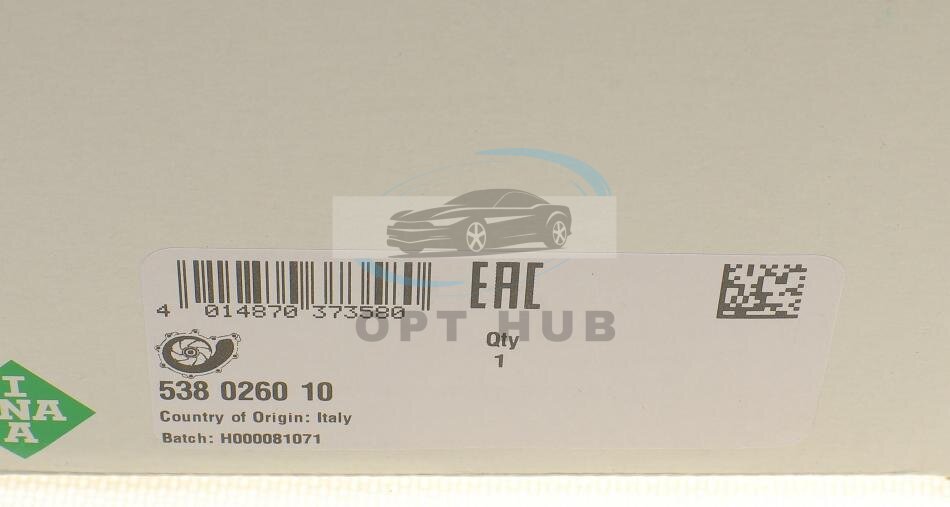 4 014870 373580
EAC
OPT HUB
Qty
1
538 0260 10
Country of Origin: Italy
Batch: H000081071
INA